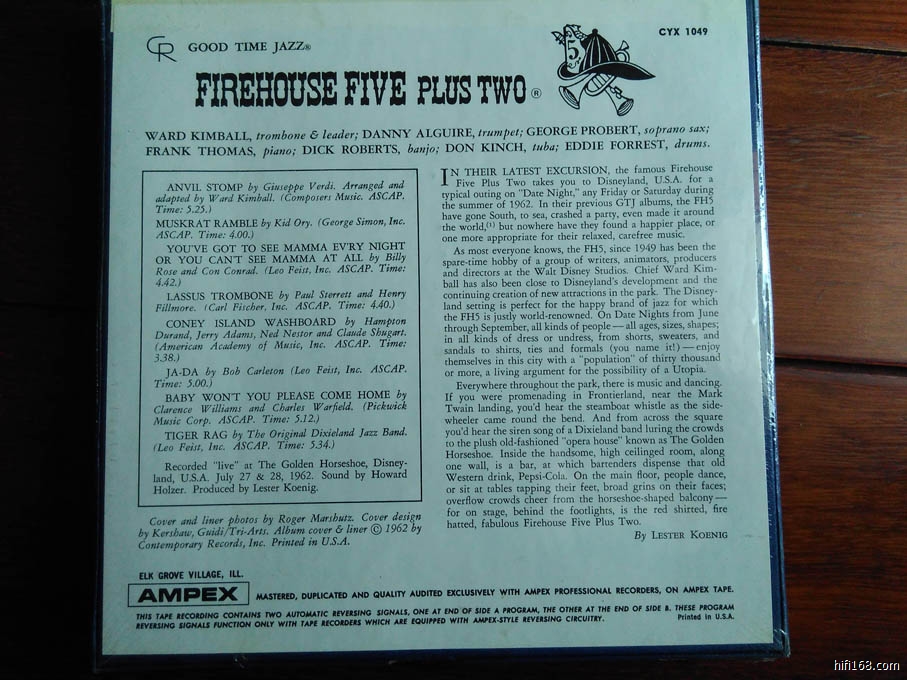 CR GOOD TIME JAZZ®
CYX 1049
5
FIREHOUSE FIVE PLUS TWO ®
WARD KIMBALL, trombone & leader; DANNY ALGUIRE, trumpet; GEORGE PROBERT, soprano sax;
FRANK THOMAS, piano; DICK ROBERTS, banjo; DON KINCH, tuba; EDDIE FORREST, drums.
ANVIL STOMP by Giuseppe Verdi. Arranged and
adapted by Ward Kimball. (Composers Music. ASCAP.
Time: 5.25.)
MUSKRAT RAMBLE by Kid Ory. (George Simon, Inc.
ASCAP. Time: 4.00.)
YOU'VE GOT TO SEE MAMMA EV'RY NIGHT
OR YOU CAN'T SEE MAMMA AT ALL by Billy
Rose and Con Conrad. (Leo Feist, Inc. ASCAP. Time:
4.42.)
LASSUS TROMBONE by Paul Sterrett and Henry
Fillmore. (Carl Fischer, Inc. ASCAP. Time: 4.40.)
CONEY ISLAND WASHBOARD by Hampton
Durand, Jerry Adams, Ned Nestor and Claude Shugart.
(American Academy of Music, Inc. ASCAP. Time:
3.38.)
JA-DA by Bob Carleton (Leo Feist, Inc. ASCAP.
Time: 5.00.)
BABY WON'T YOU PLEASE COME HOME by
Clarence Williams and Charles Warfield. (Pickwick
Music Corp. ASCAP. Time: 5.12.)
TIGER RAG by The Original Dixieland Jazz Band.
(Leo Feist, Inc. ASCAP. Time: 5.34.)
Recorded "live" at The Golden Horseshoe, Disney-
land, U.S.A. July 27 & 28, 1962. Sound by Howard
Holzer. Produced by Lester Koenig.
Cover and liner photos by Roger Marshutz. Cover design
by Kershaw, Guidi/Tri-Arts. Album cover & liner © 1962 by
Contemporary Records, Inc. Printed in U.S.A.
IN THEIR LATEST EXCURSION, the famous Firehouse
Five Plus Two takes you to Disneyland, U.S.A. for a
typical outing on "Date Night," any Friday or Saturday during
the summer of 1962. In their previous GTJ albums, the FH5
have gone South, to sea, crashed a party, even made it around
the world,(1) but nowhere have they found a happier place, or
one more appropriate for their relaxed, carefree music.
As most everyone knows, the FH5, since 1949 has been the
spare-time hobby of a group of writers, animators, producers
and directors at the Walt Disney Studios. Chief Ward Kim-
ball has also been close to Disneyland's development and the
continuing creation of new attractions in the park. The Disney-
land setting is perfect for the happy brand of jazz for which
the FH5 is justly world-renowned. On Date Nights from June
through September, all kinds of people—all ages, sizes, shapes;
in all kinds of dress or undress, from shorts, sweaters, and
sandals to shirts, ties and formals (you name it!)—enjoy
themselves in this city with a "population" of thirty thousand
or more, a living argument for the possibility of a Utopia.
Everywhere throughout the park, there is music and dancing.
If you were promenading in Frontierland, near the Mark
Twain landing, you'd hear the steamboat whistle as the side-
wheeler came round the bend. And from across the square
you'd hear the siren song of a Dixieland band luring the crowds
to the plush old-fashioned "opera house" known as The Golden
Horseshoe. Inside the handsome, high ceilinged room, along
one wall, is a bar, at which bartenders dispense that old
Western drink, Pepsi-Cola. On the main floor, people dance,
or sit at tables tapping their feet, broad grins on their faces;
overflow crowds cheer from the horseshoe-shaped balcony—
for on stage, behind the footlights, is the red shirted, fire
hatted, fabulous Firehouse Five Plus Two.
By LESTER KOENIG
ELK GROVE VILLAGE, ILL.
AMPEX MASTERED, DUPLICATED AND QUALITY AUDITED EXCLUSIVELY WITH AMPEX PROFESSIONAL RECORDERS, ON AMPEX TAPE.
THIS TAPE RECORDING CONTAINS TWO AUTOMATIC REVERSING SIGNALS, ONE AT END OF SIDE A PROGRAM, THE OTHER AT THE END OF SIDE B. THESE PROGRAM
REVERSING SIGNALS FUNCTION ONLY WITH TAPE RECORDERS WHICH ARE EQUIPPED WITH AMPEX-STYLE REVERSING CIRCUITRY. Printed in U.S.A.
hifi168.com